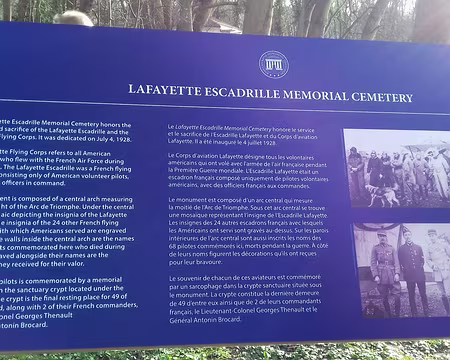 LAFAYETTE ESCADRILLE MEMORIAL CEMETERY
tte Escadrille Memorial Cemetery honors the
d sacrifice of the Lafayette Escadrille and the
Flying Corps. It was dedicated on July 4, 1928.
tte Flying Corps refers to all American
who flew with the French Air Force during
. The Lafayette Escadrille was a French flying
onsisting only of American volunteer pilots,
officers in command.
ent is composed of a central arch measuring
ght of the Arc de Triomphe. Under the central
aic depicting the insignia of the Lafayette
e insignia of the 24 other French flying
with which Americans served are engraved
e walls inside the central arch are the names
ts commemorated here who died during
aved alongside their names are the
hey received for their valor.
pilots is commemorated by a memorial
n the sanctuary crypt located under the
e crypt is the final resting place for 49 of
d, along with 2 of their French commanders,
onel Georges Thenault
ntonin Brocard.
Le Lafayette Escadrille Memorial Cemetery honore le service
et le sacrifice de l'Escadrille Lafayette et du Corps d'aviation
Lafayette. Il a été inauguré le 4 juillet 1928.
Le Corps d'aviation Lafayette désigne tous les volontaires
américains qui ont volé avec l'armée de l'air française pendant
la Première Guerre mondiale. L'Escadrille Lafayette était un
escadron français composé uniquement de pilotes volontaires
américains, avec des officiers français aux commandes.
Le monument est composé d'un arc central qui mesure
la moitié de l'Arc de Triomphe. Sous cet arc central se trouve
une mosaïque représentant l'insigne de l'Escadrille Lafayette.
Les insignes des 24 autres escadrons français avec lesquels
les Américains ont servi sont gravés au-dessus. Sur les parois
intérieures de l'arc central sont aussi inscrits les noms des
68 pilotes commémorés ici, morts pendant la guerre. À côté
de leurs noms figurent les décorations qu'ils ont reçues
pour leur bravoure.
Le souvenir de chacun de ces aviateurs est commémoré
par un sarcophage dans la crypte sanctuaire située sous
le monument. La crypte constitue la dernière demeure
de 49 d'entre eux ainsi que de 2 de leurs commandants
français, le Lieutenant-Colonel Georges Thenault et le
Général Antonin Brocard.